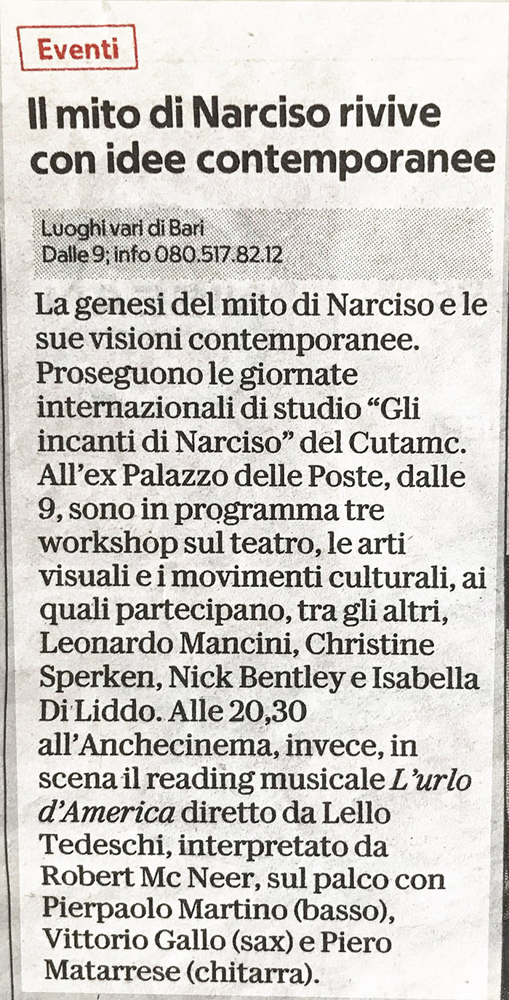 Eventi
Il mito di Narciso rivive
con idee contemporanee
Luoghi vari di Bari
Dalle 9; info 080.517.82.12
La genesi del mito di Narciso e le
sue visioni contemporanee.
Proseguono le giornate
internazionali di studio “Gli
incanti di Narciso” del Cutamc.
All’ex Palazzo delle Poste, dalle
9, sono in programma tre
workshop sul teatro, le arti
visuali e i movimenti culturali, ai
quali partecipano, tra gli altri,
Leonardo Mancini, Christine
Sperken, Nick Bentley e Isabella
Di Liddo. Alle 20,30
all’Anchecinema, invece, in
scena il reading musicale L’urlo
d’America diretto da Lello
Tedeschi, interpretato da
Robert Mc Neer, sul palco con
Pierpaolo Martino (basso),
Vittorio Gallo (sax) e Piero
Matarrese (chitarra).